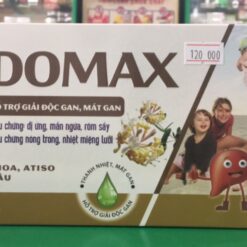 DOMAX
120 000
TRỢ GIẢI ĐỘC GAN, MÁT GAN
chứng: dị ứng, mẩn ngứa, rôm sảy
chứng nóng trong, nhiệt miệng lưỡi
HOA, ATISO
THANH NHIỆT, MÁT GAN
HỖ TRỢ GIẢI ĐỘC GAN